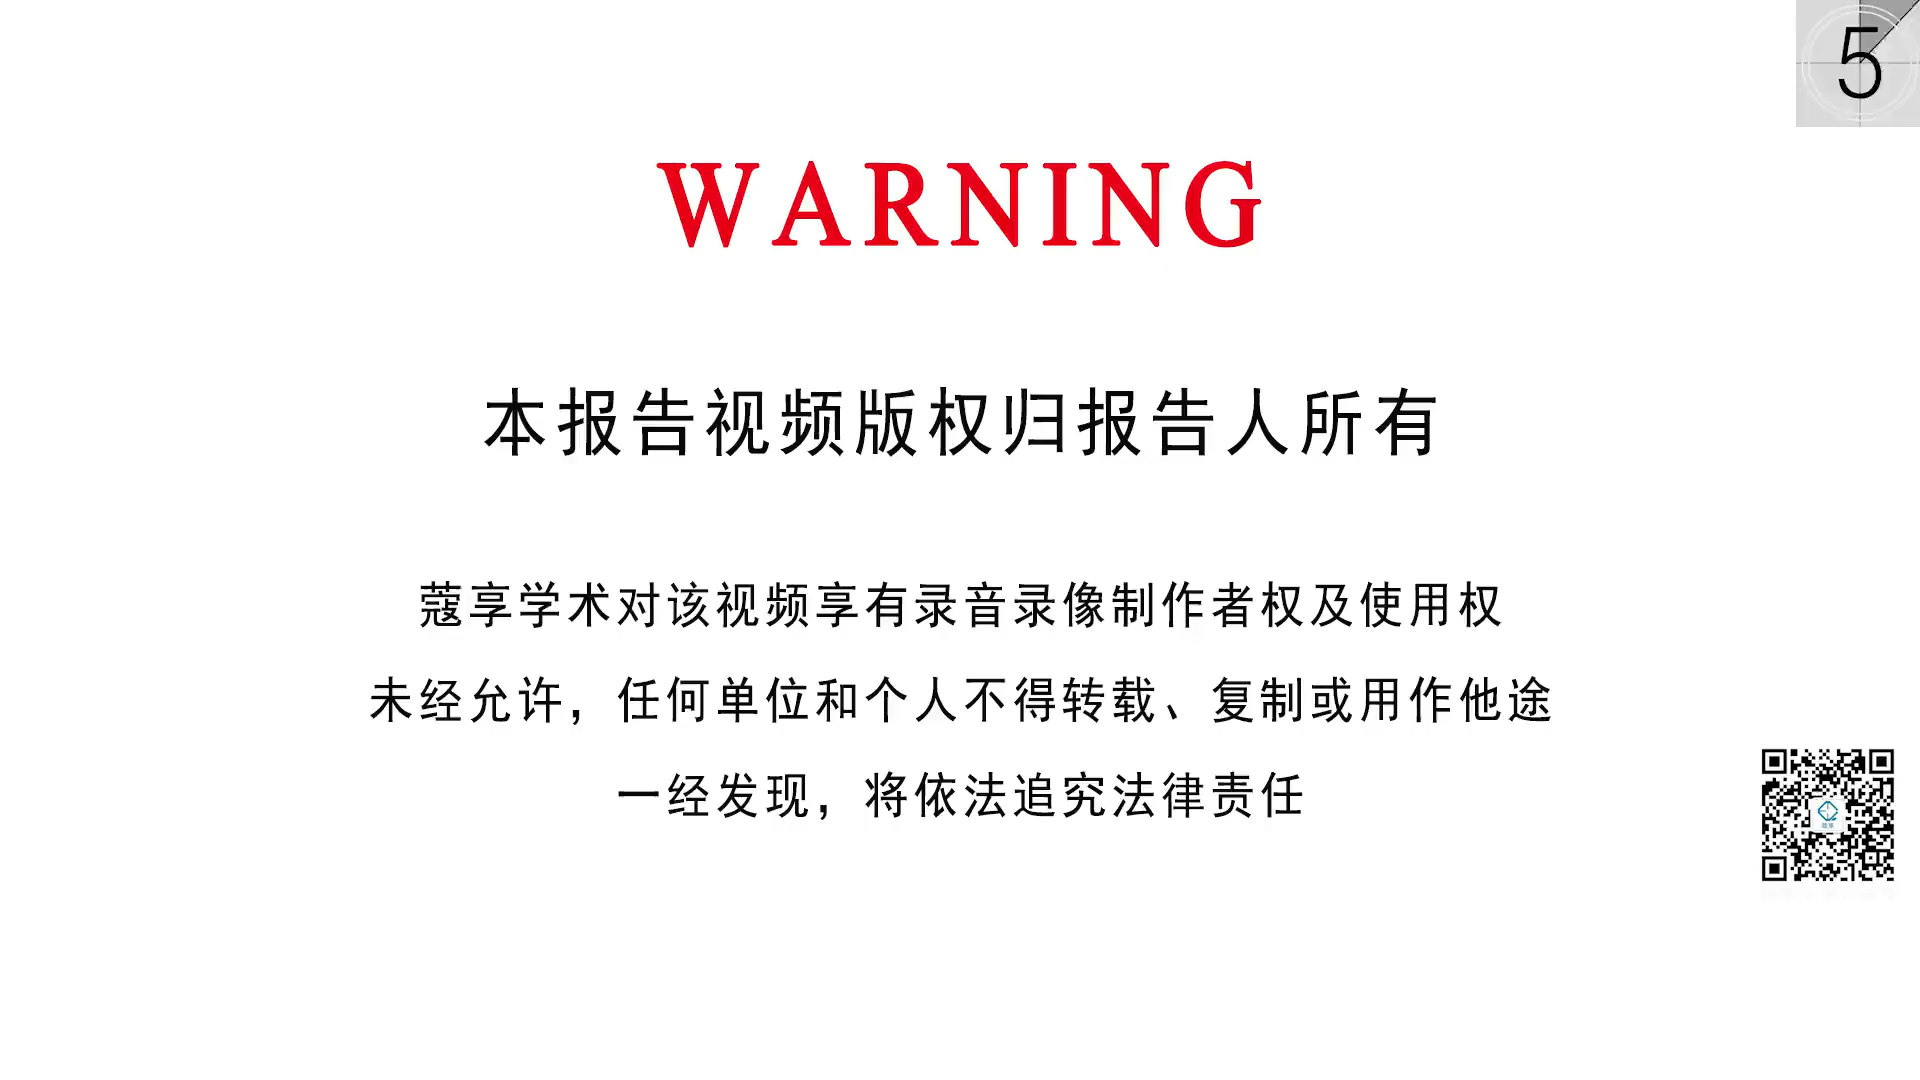 5
WARNING
本报告视频版权归报告人所有
蔻享学术对该视频享有录音录像制作者权及使用权
未经允许，任何单位和个人不得转载、复制或用作他途
一经发现，将依法追究法律责任